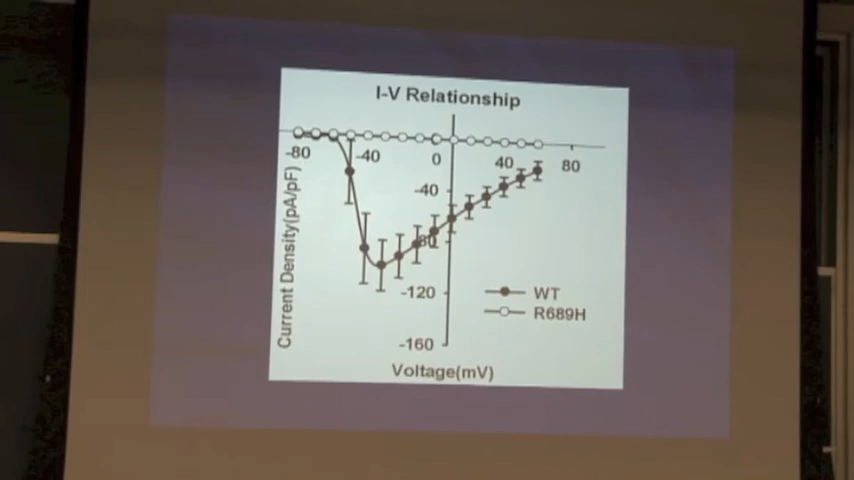 I-V Relationship
-80
-40
0
40
80
-40
-80
-120
-160
Current Density(pA/pF)
WT
R689H
Voltage(mV)